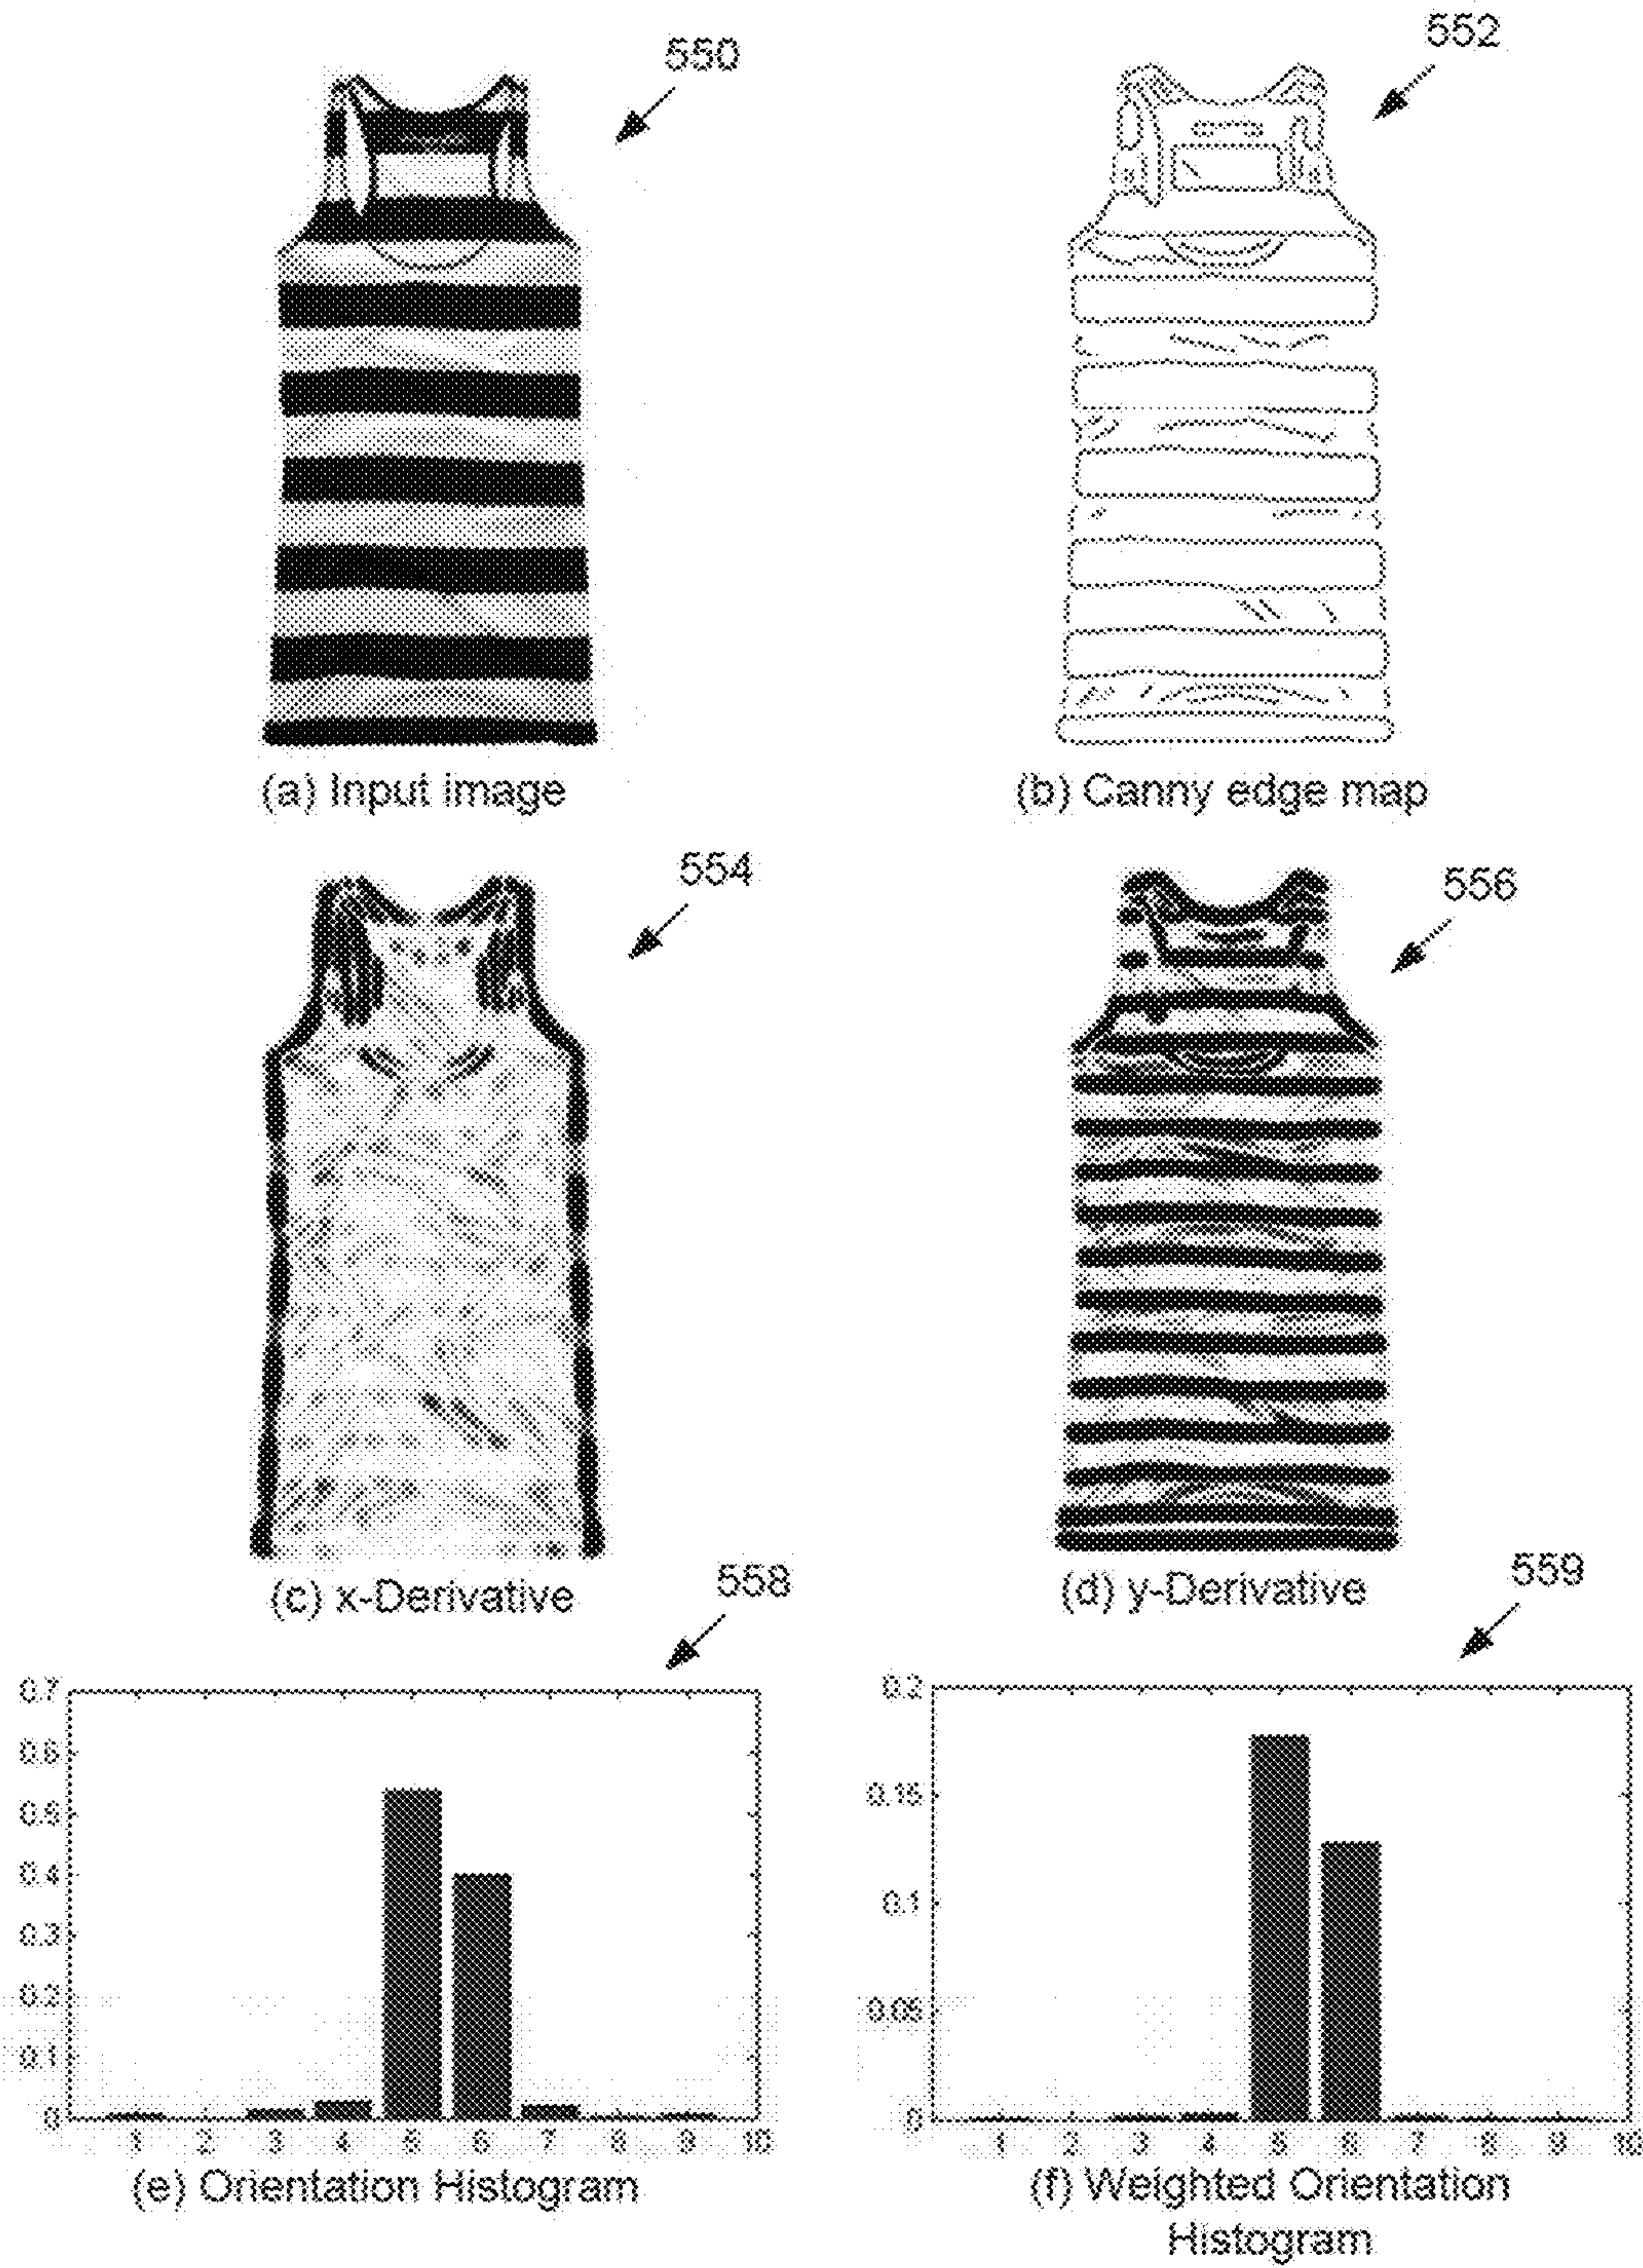 550
552
(a) Input image
(b) Canny edge map
554
556
(c) x-Derivative
(d) y-Derivative
558
559
0.7
0.6
0.5
0.4
0.3
0.2
0.1
0
1 2 3 4 5 6 7 8 9 10
(e) Orientation Histogram
0.2
0.15
0.1
0.05
0
1 2 3 4 5 6 7 8 9 10
(f) Weighted Orientation
Histogram